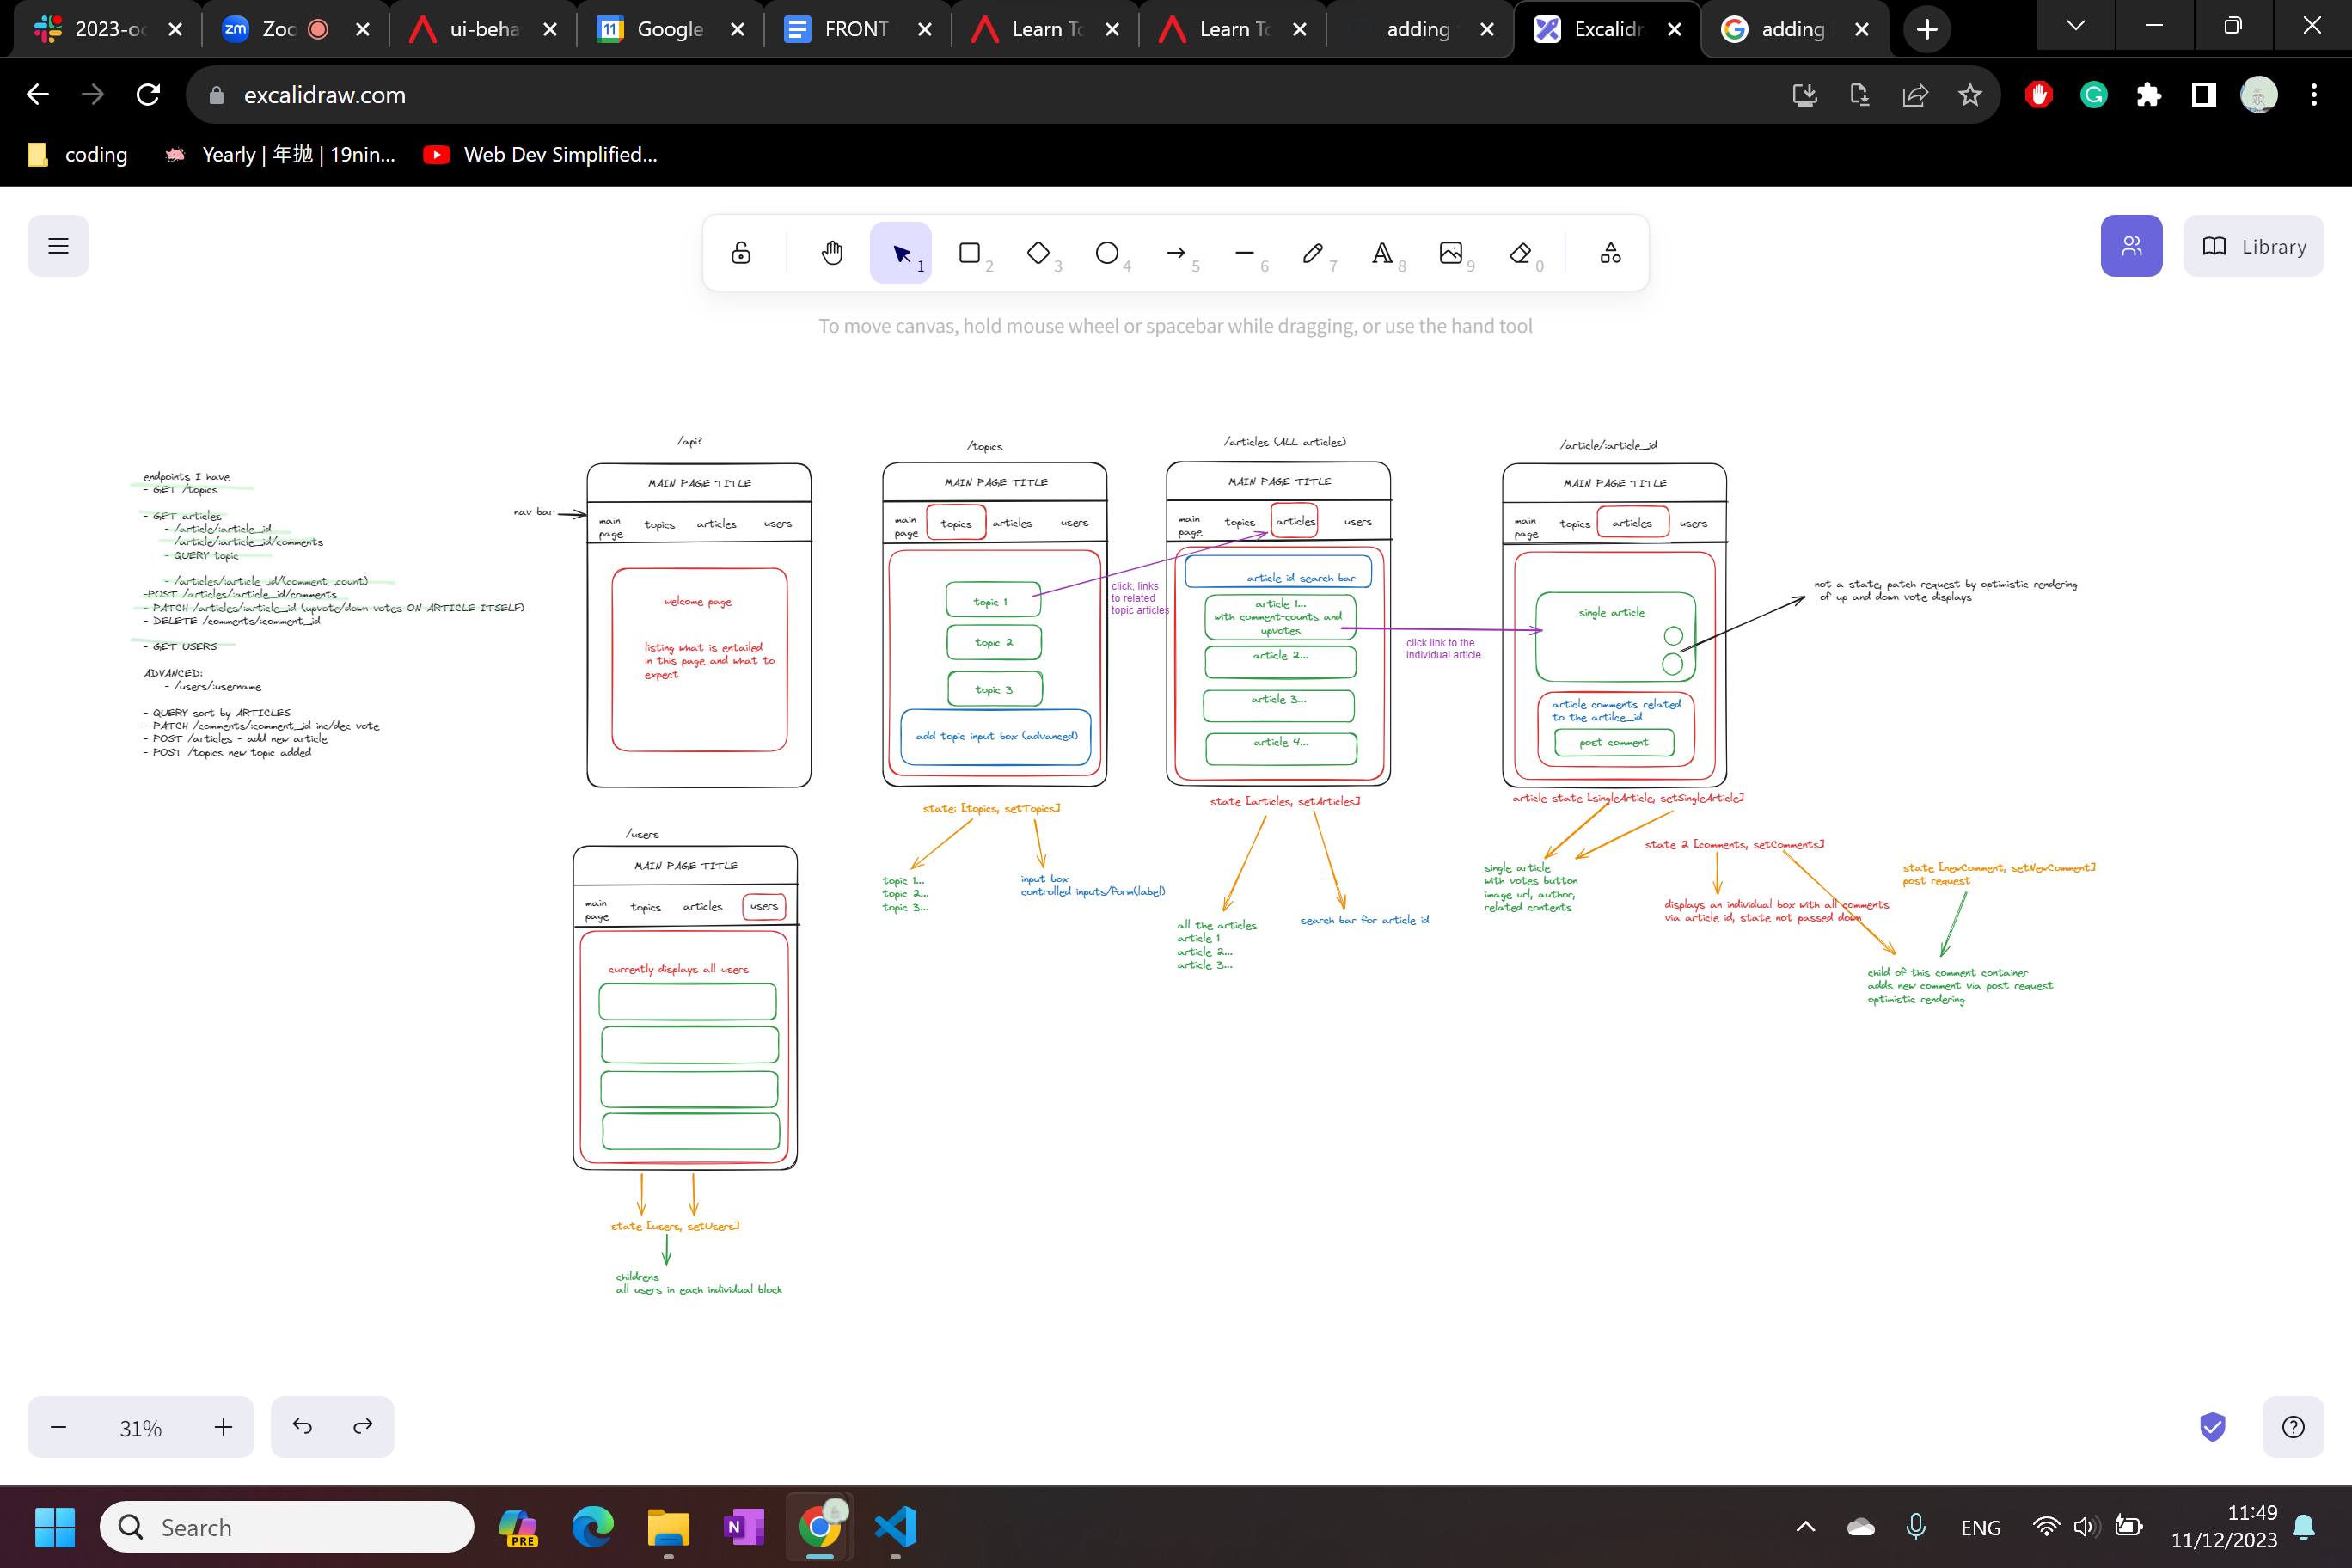 2023-oc
Zoo
ui-beha
Google
FRONT
Learn To
Learn To
adding
Excalidr
adding
excalidraw.com
coding
Yearly | 年抛 | 19nin...
Web Dev Simplified...
1
2
3
4
5
6
7
8
9
0
Library
To move canvas, hold mouse wheel or spacebar while dragging, or use the hand tool
endpoints I have
- GET /topics
- GET articles
- /article/:article_id
- /article/:article_id/comments
- QUERY topic
- /articles/:article_id/(comment_count)
-POST /articles/:article_id/comments
- PATCH /articles/:article_id (upvote/down votes ON ARTICLE ITSELF)
- DELETE /comments/:comment_id
- GET USERS
ADVANCED:
- /users/:username
- QUERY sort by ARTICLES
- PATCH /comments/:comment_id inc/dec vote
- POST /articles - add new article
- POST /topics new topic added
nav bar
/api?
MAIN PAGE TITLE
main page
topics
articles
users
welcome page
listing what is entailed
in this page and what to
expect
/topics
MAIN PAGE TITLE
main page
topics
articles
users
topic 1
topic 2
topic 3
add topic input box (advanced)
click, links
to related
topic articles
state: [topics, setTopics]
topic 1...
topic 2...
topic 3...
input box
controlled inputs/form(label)
/articles (ALL articles)
MAIN PAGE TITLE
main page
topics
articles
users
article id search bar
article 1...
with comment-counts and
upvotes
article 2...
article 3...
article 4...
click link to the
individual article
state [articles, setArticles]
all the articles
article 1
article 2...
article 3...
search bar for article id
/article/:article_id
MAIN PAGE TITLE
main page
topics
articles
users
single article
article comments related
to the artilce_id
post comment
not a state, patch request by optimistic rendering
of up and down vote displays
article state [singleArticle, setSingleArticle]
single article
with votes button
image url, author,
related contents
state 2 [comments, setComments]
displays an individual box with all comments
via article id, state not passed down
state [newComment, setNewComment]
post request
child of this comment container
adds new comment via post request
optimistic rendering
/users
MAIN PAGE TITLE
main page
topics
articles
users
currently displays all users
state [users, setUsers]
childrens
all users in each individual block
31%
Search
PRE
ENG
11:49
11/12/2023